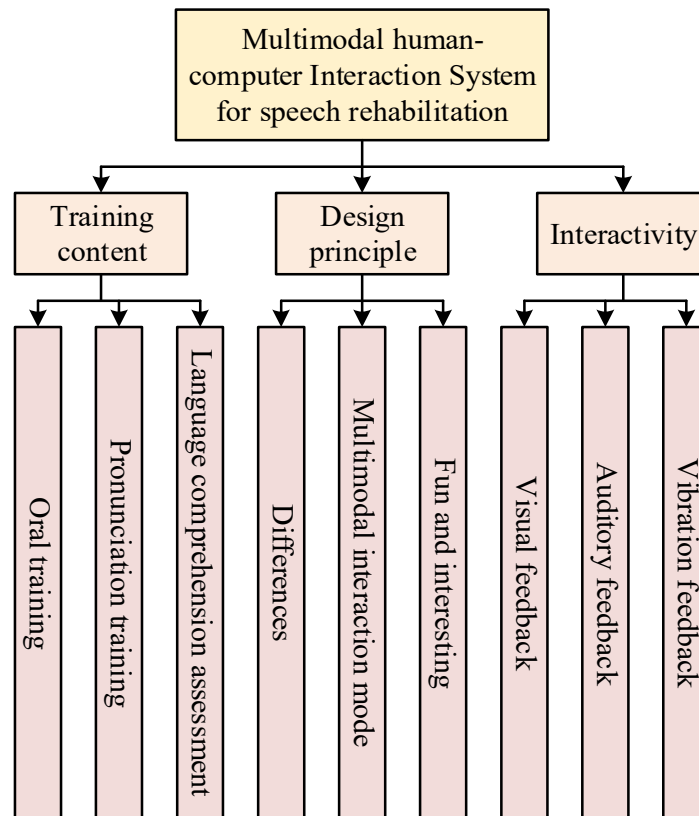 Multimodal human-
computer Interaction System
for speech rehabilitation
Training
content
Design
principle
Interactivity
Oral training
Pronunciation training
Language comprehension assessment
Differences
Multimodal interaction mode
Fun and interesting
Visual feedback
Auditory feedback
Vibration feedback